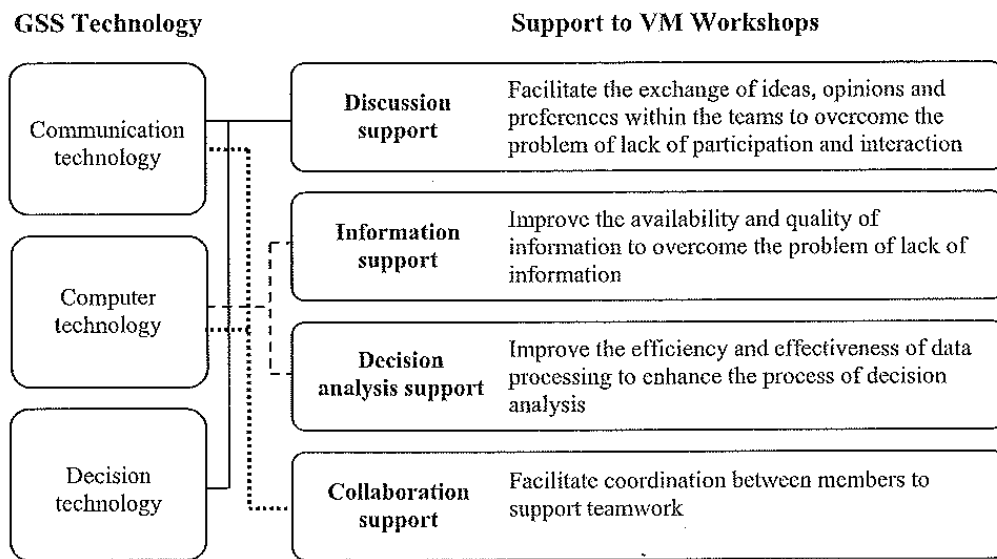 GSS Technology
Support to VM Workshops
Communication
technology
Computer
technology
Decision
technology
Discussion
support
Facilitate the exchange of ideas, opinions and
preferences within the teams to overcome the
problem of lack of participation and interaction
Information
support
Improve the availability and quality of
information to overcome the problem of lack of
information
Decision
analysis support
Improve the efficiency and effectiveness of data
processing to enhance the process of decision
analysis
Collaboration
support
Facilitate coordination between members to
support teamwork